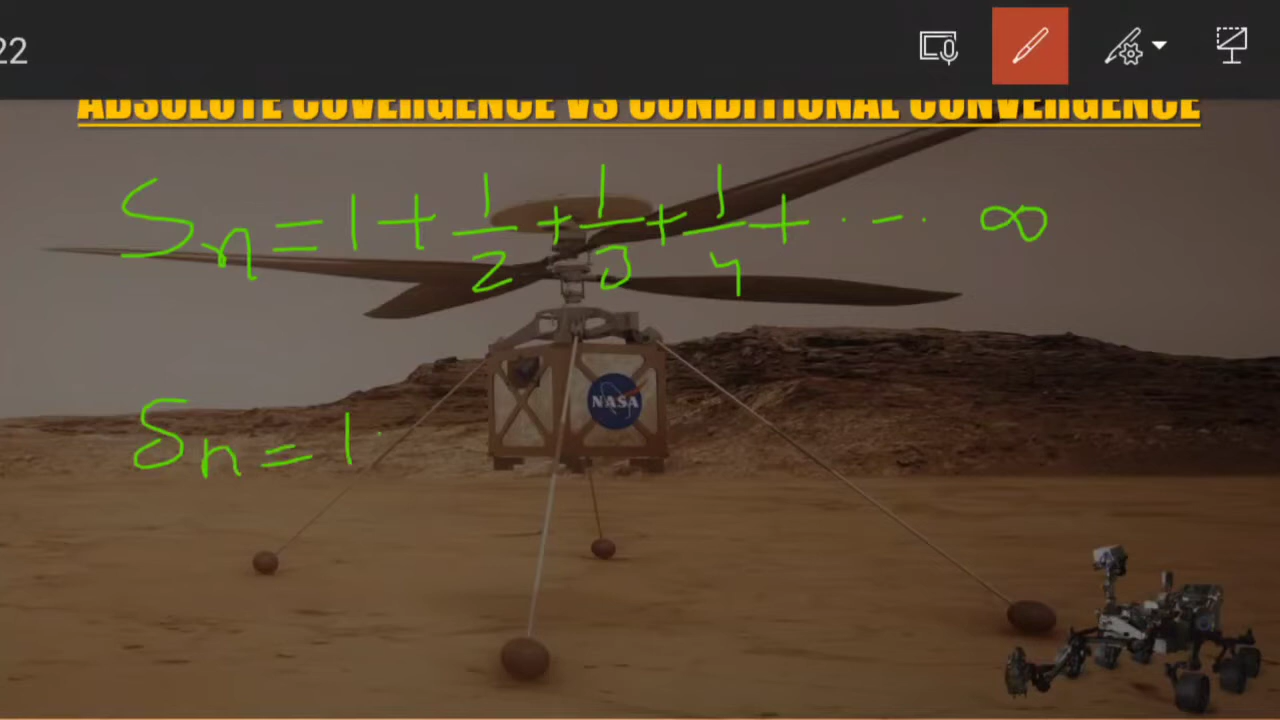 22
ABSOLUTE COVERGENCE VS CONDITIONAL CONVERGENCE
Sn = 1 + 1/2 + 1/3 + 1/4 + ·-- · ∞
NASA
Sn = 1